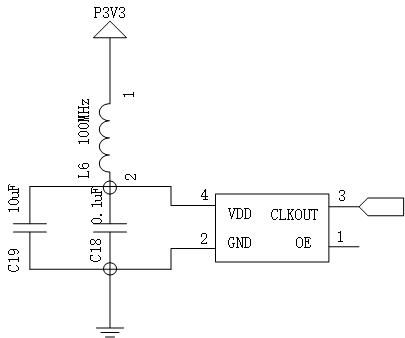 P3V3
1
100MHz
L6
2
10uF
0.1uF
C19
C18
4
VDD
CLKOUT
3
2
GND
OE
1